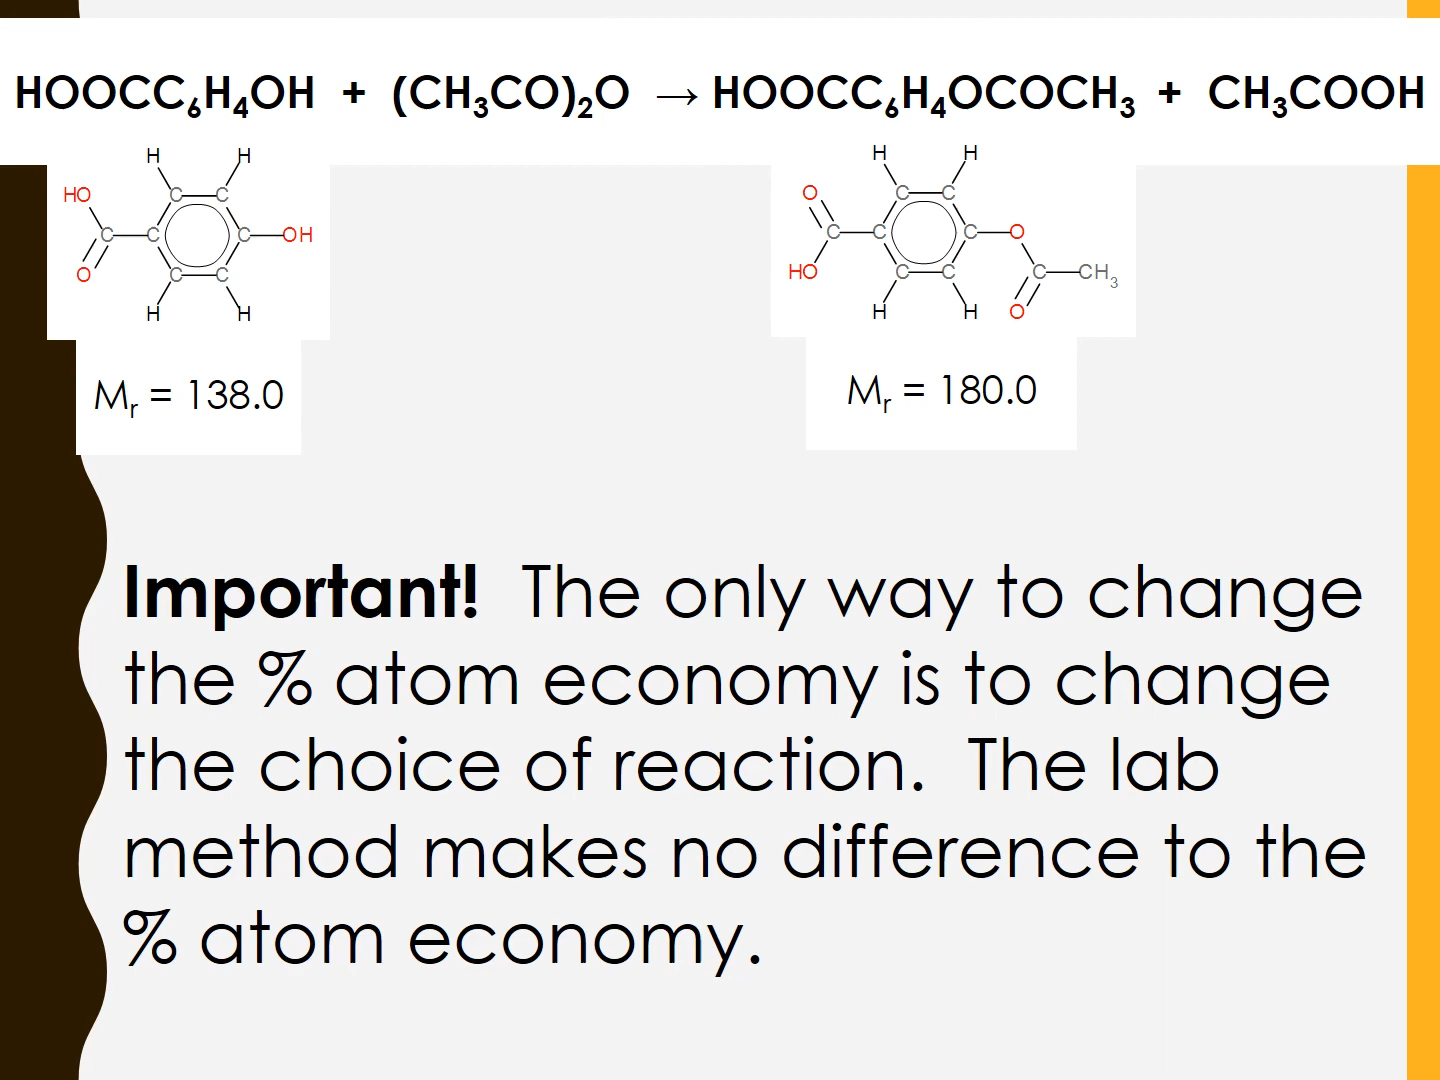 HOOCC₆H₄OH + (CH₃CO)₂O → HOOCC₆H₄OCOCH₃ + CH₃COOH
H H
HO
C C
C C C OH
O
C C
H H
H H
O
C C
C C C O
HO
C C C CH₃
H H O
Mᵣ = 138.0
Mᵣ = 180.0
Important! The only way to change
the % atom economy is to change
the choice of reaction. The lab
method makes no difference to the
% atom economy.